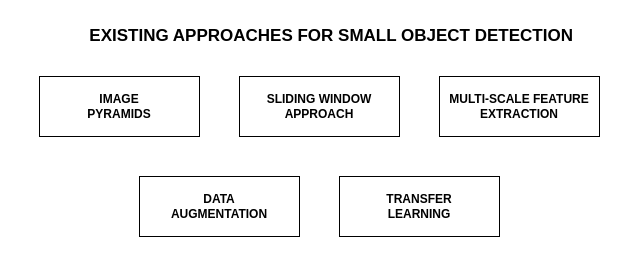 EXISTING APPROACHES FOR SMALL OBJECT DETECTION
IMAGE
PYRAMIDS
SLIDING WINDOW
APPROACH
MULTI-SCALE FEATURE
EXTRACTION
DATA
AUGMENTATION
TRANSFER
LEARNING